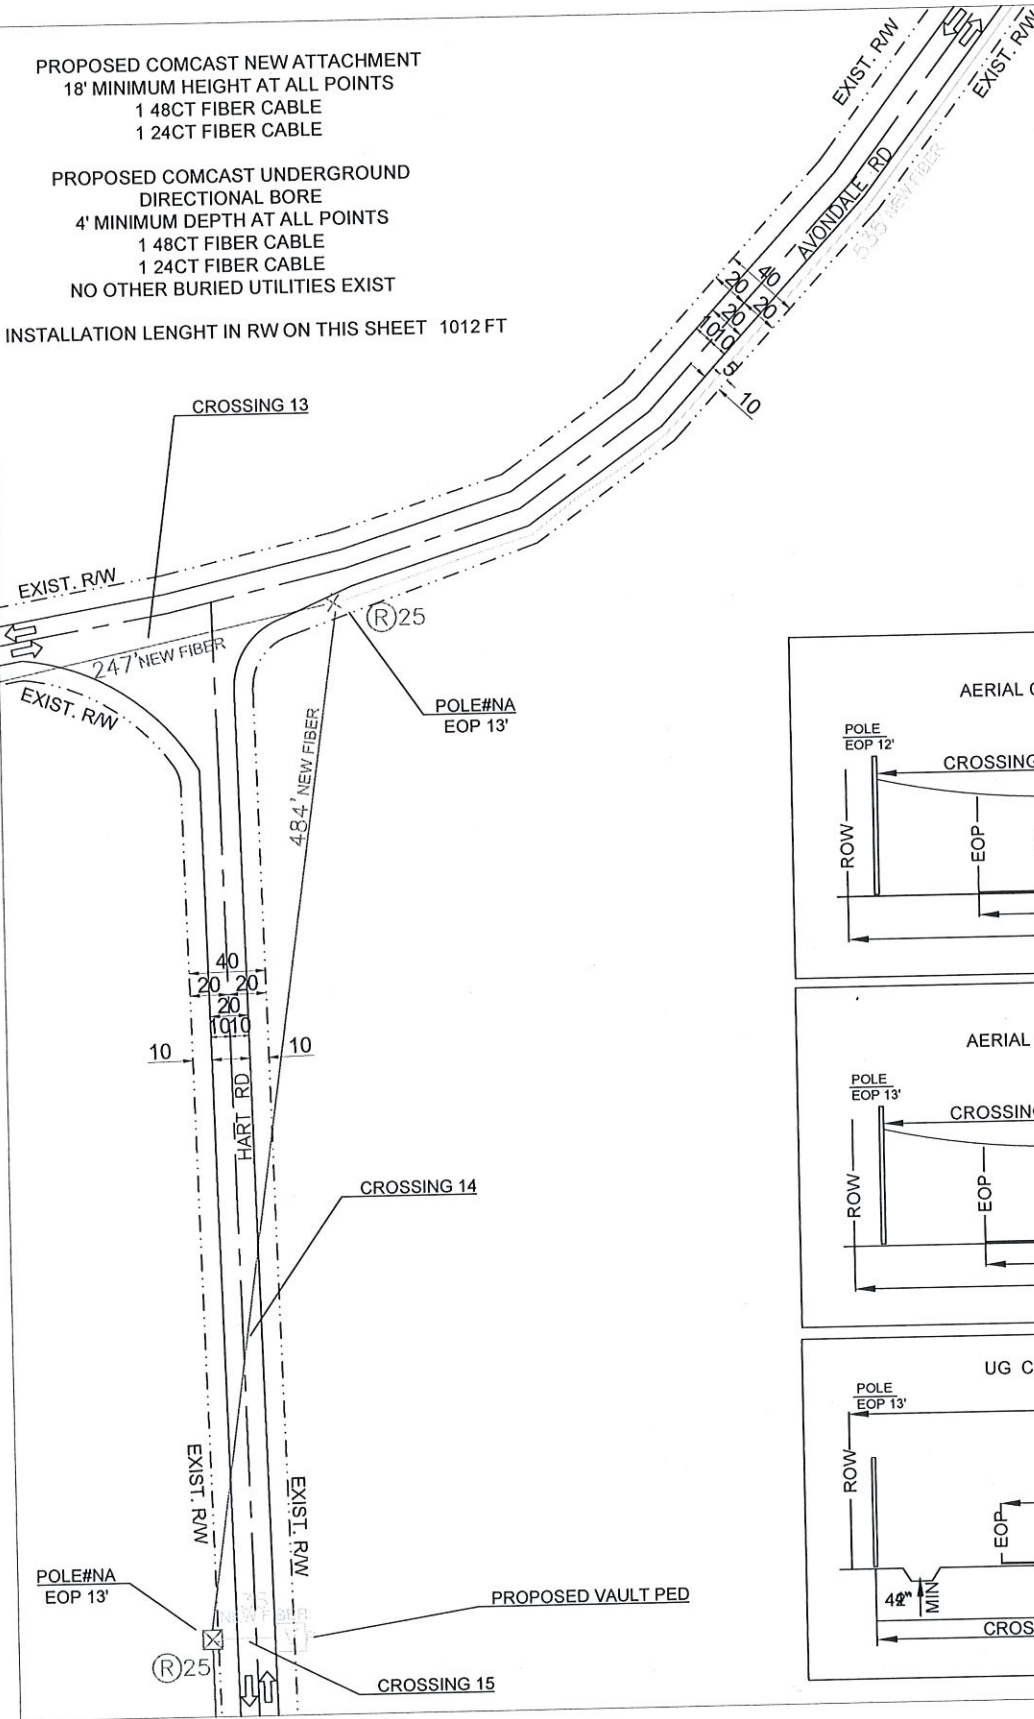 PROPOSED COMCAST NEW ATTACHMENT
18' MINIMUM HEIGHT AT ALL POINTS
1 48CT FIBER CABLE
1 24CT FIBER CABLE
PROPOSED COMCAST UNDERGROUND
DIRECTIONAL BORE
4' MINIMUM DEPTH AT ALL POINTS
1 48CT FIBER CABLE
1 24CT FIBER CABLE
NO OTHER BURIED UTILITIES EXIST
INSTALLATION LENGHT IN RW ON THIS SHEET 1012 FT
EXIST. R/W
EXIST. R/W
AVONDALE RD
535' NEW FIBER
40
20
20
20
10
10
5
10
CROSSING 13
EXIST. R/W
247' NEW FIBER
EXIST. R/W
R 25
POLE#NA
EOP 13'
484' NEW FIBER
40
20 20
20
10 10
10
10
HART RD
CROSSING 14
EXIST. R/W
EXIST. R/W
POLE#NA
EOP 13'
35'
NEW FIBER
PROPOSED VAULT PED
R 25
CROSSING 15
AERIAL
POLE
EOP 12'
CROSSING
ROW
EOP
AERIAL
POLE
EOP 13'
CROSSING
ROW
EOP
UG
POLE
EOP 13'
ROW
EOP
MIN
CROS